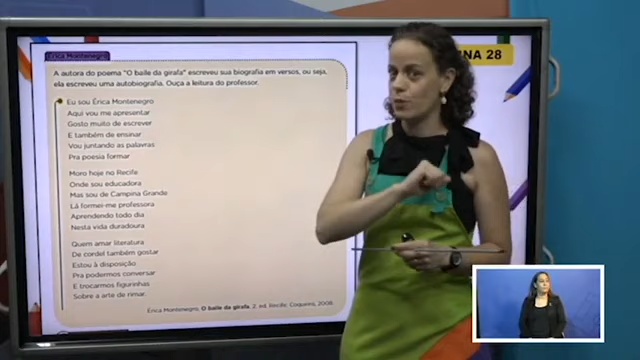 Érica Montenegro
A autora do poema "O baile da girafa" escreveu sua biografia em versos, ou seja,
ela escreveu uma autobiografia. Ouça a leitura do professor.
Eu sou Érica Montenegro
Aqui vou me apresentar
Gosto muito de escrever
E também de ensinar
Vou juntando as palavras
Pra poesia formar
Moro hoje no Recife
Onde sou educadora
Mas sou de Campina Grande
Lá formei-me professora
Aprendendo todo dia
Nesta vida duradoura
Quem amar literatura
De cordel também gostar
Estou à disposição
Pra podermos conversar
E trocarmos figurinhas
Sobre a arte de rimar.
Érica Montenegro, O baile da girafa. 2. ed. Recife: Coqueiro, 2008.
NA 28